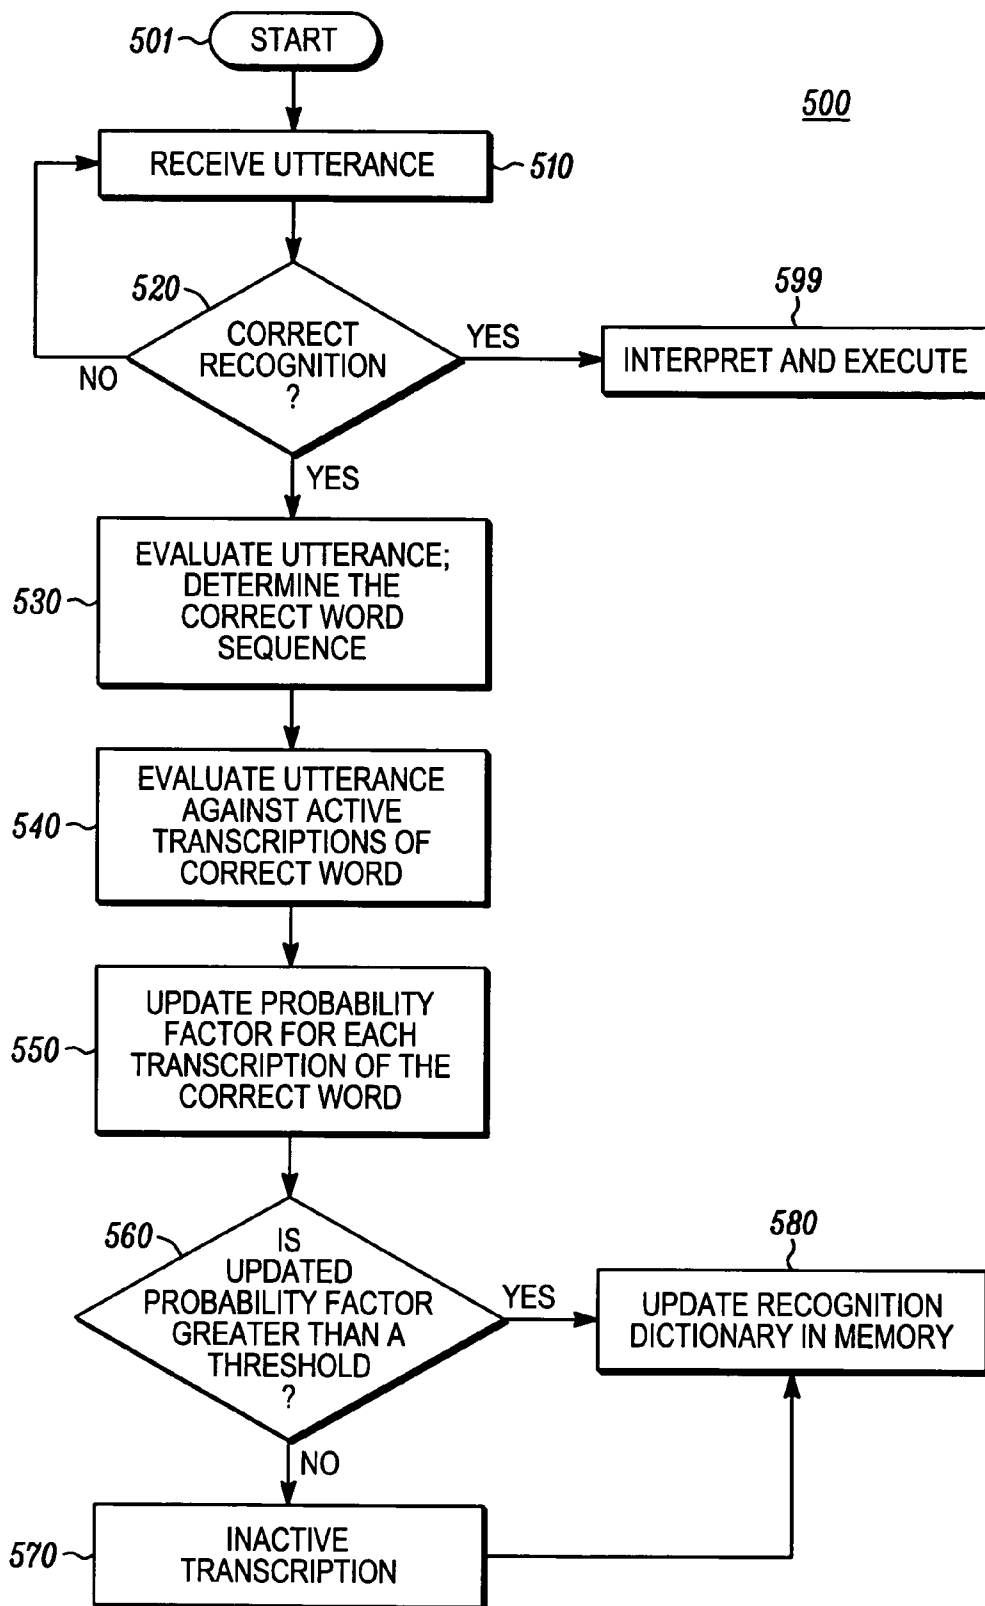 501
START
500
RECEIVE UTTERANCE
510
520
CORRECT
RECOGNITION
?
NO
YES
599
INTERPRET AND EXECUTE
YES
530
EVALUATE UTTERANCE;
DETERMINE THE
CORRECT WORD
SEQUENCE
540
EVALUATE UTTERANCE
AGAINST ACTIVE
TRANSCRIPTIONS OF
CORRECT WORD
550
UPDATE PROBABILITY
FACTOR FOR EACH
TRANSCRIPTION OF THE
CORRECT WORD
560
IS
UPDATED
PROBABILITY FACTOR
GREATER THAN A
THRESHOLD
?
YES
580
UPDATE RECOGNITION
DICTIONARY IN MEMORY
NO
570
INACTIVE
TRANSCRIPTION